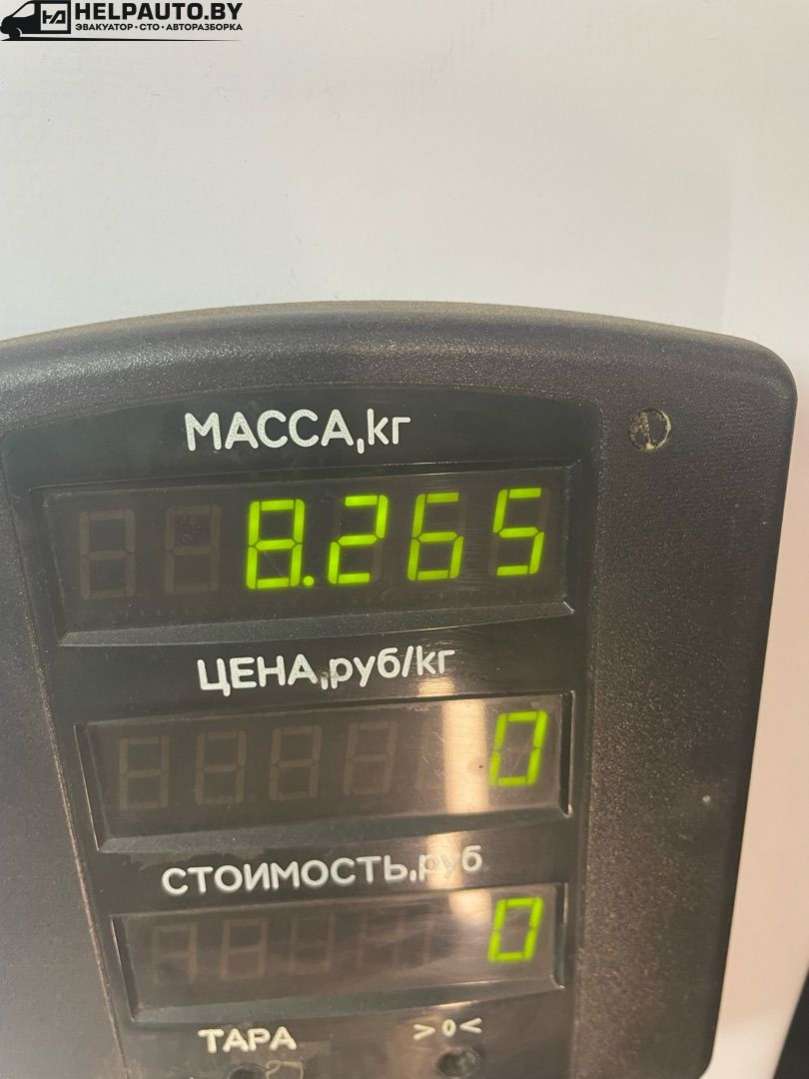 HELPAUTO.BY
ЭВАКУАТОР • СТО • АВТОРАЗБОРКА
МАССА,кг
8.265
ЦЕНА,руб/кг
0
СТОИМОСТЬ,руб
0
ТАРА >0<